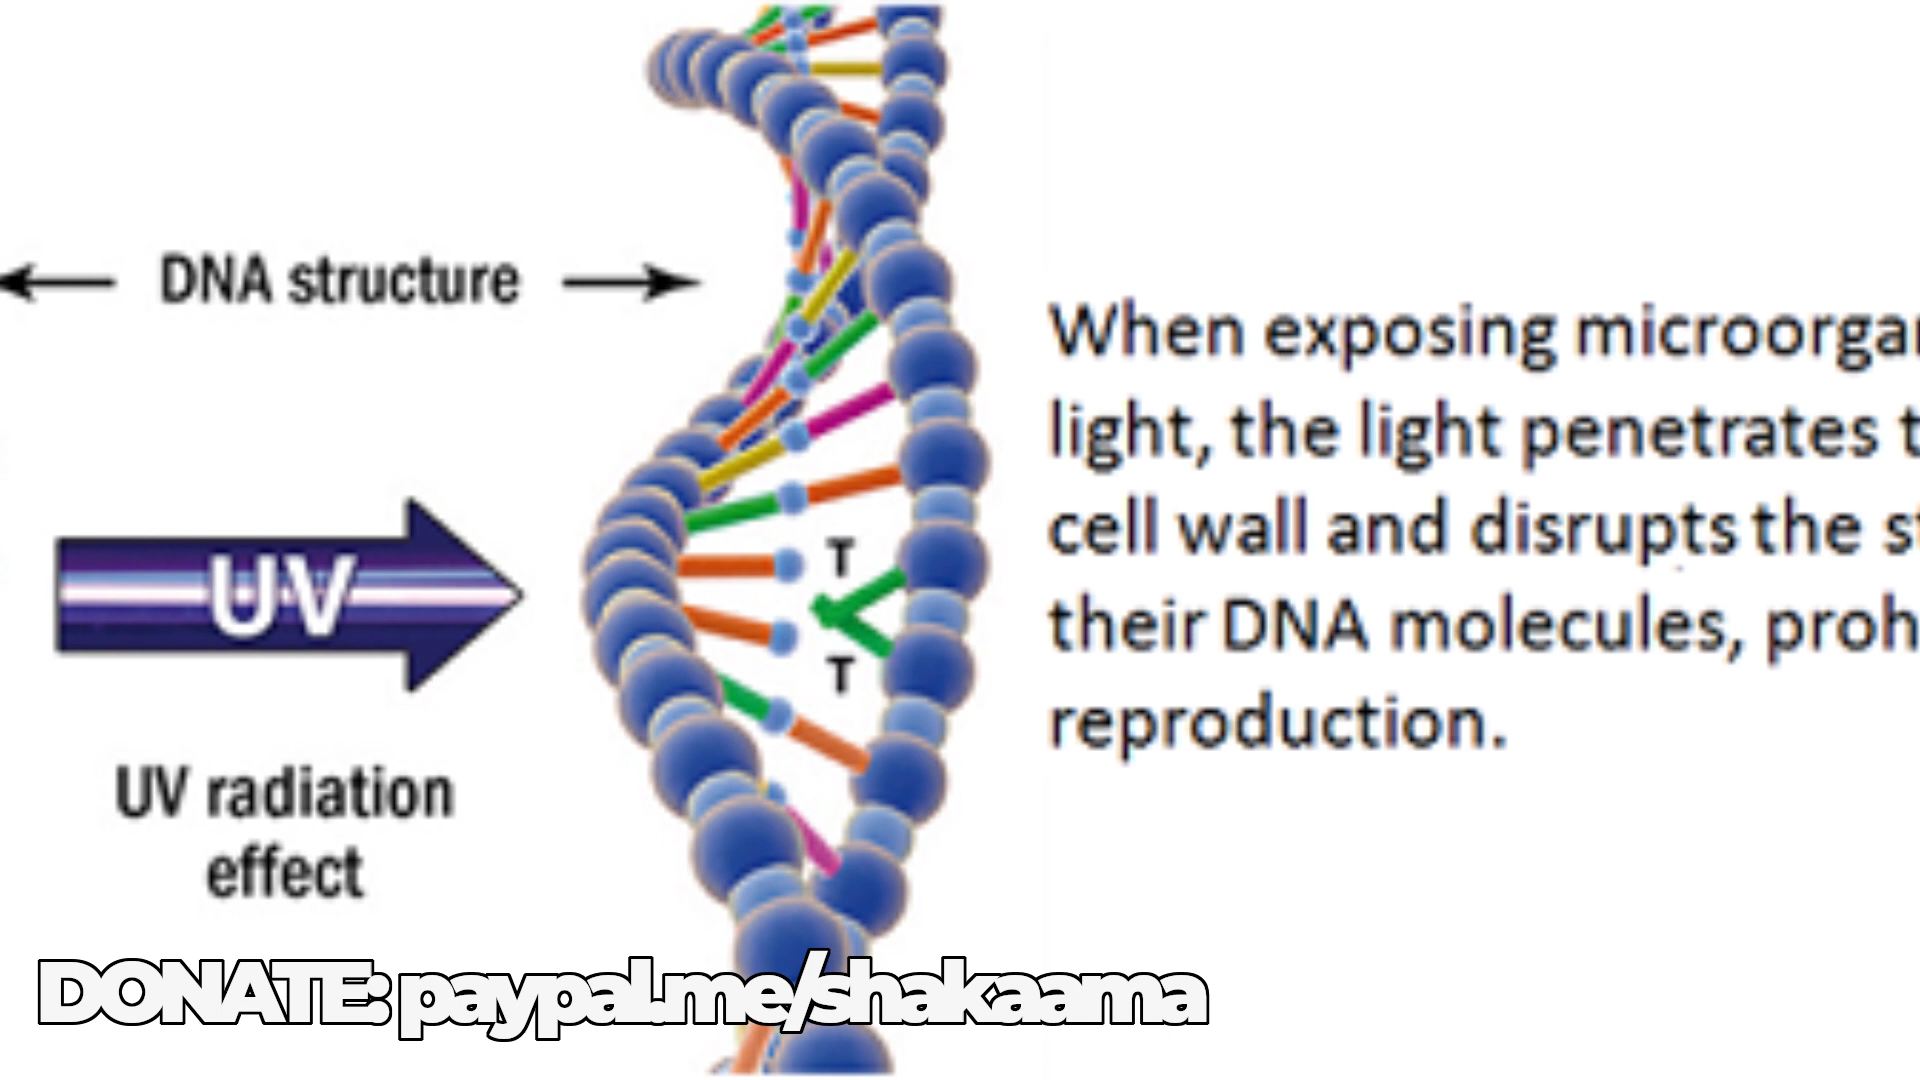 DNA structure
UV
UV radiation
effect
T
T
When exposing microorga
light, the light penetrates t
cell wall and disrupts the s
their DNA molecules, proh
reproduction.
DONATE: paypal.me/shakaama